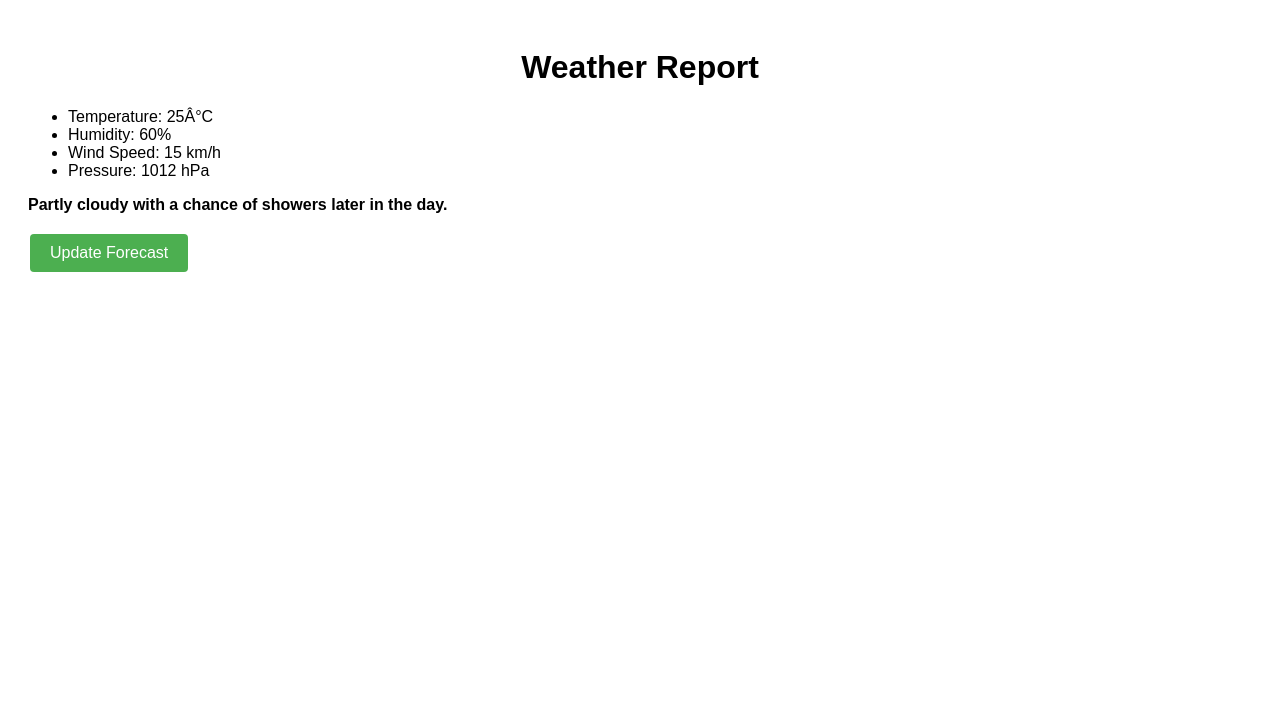 Weather Report
Temperature: 25Â°C
Humidity: 60%
Wind Speed: 15 km/h
Pressure: 1012 hPa
Partly cloudy with a chance of showers later in the day.
Update Forecast